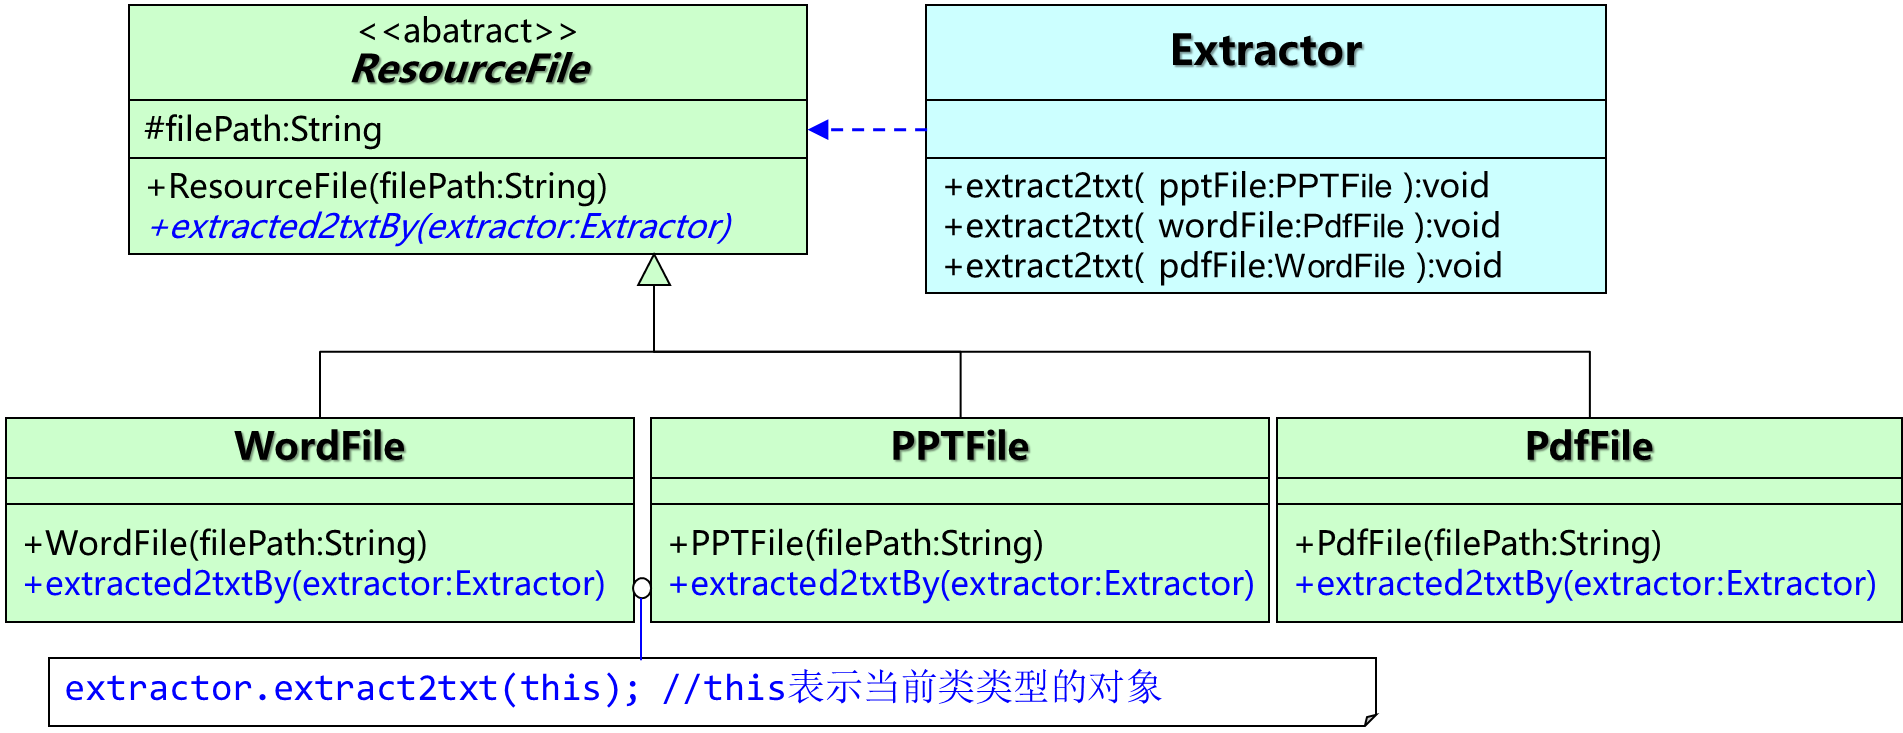 <<abatract>>
ResourceFile
#filePath:String
+ResourceFile(filePath:String)
+extracted2txtBy(extractor:Extractor)
Extractor
+extract2txt( pptFile:PPTFile ):void
+extract2txt( wordFile:PdfFile ):void
+extract2txt( pdfFile:WordFile ):void
WordFile
+WordFile(filePath:String)
+extracted2txtBy(extractor:Extractor)
PPTFile
+PPTFile(filePath:String)
+extracted2txtBy(extractor:Extractor)
PdfFile
+PdfFile(filePath:String)
+extracted2txtBy(extractor:Extractor)
extractor.extract2txt(this); //this表示当前类类型的对象